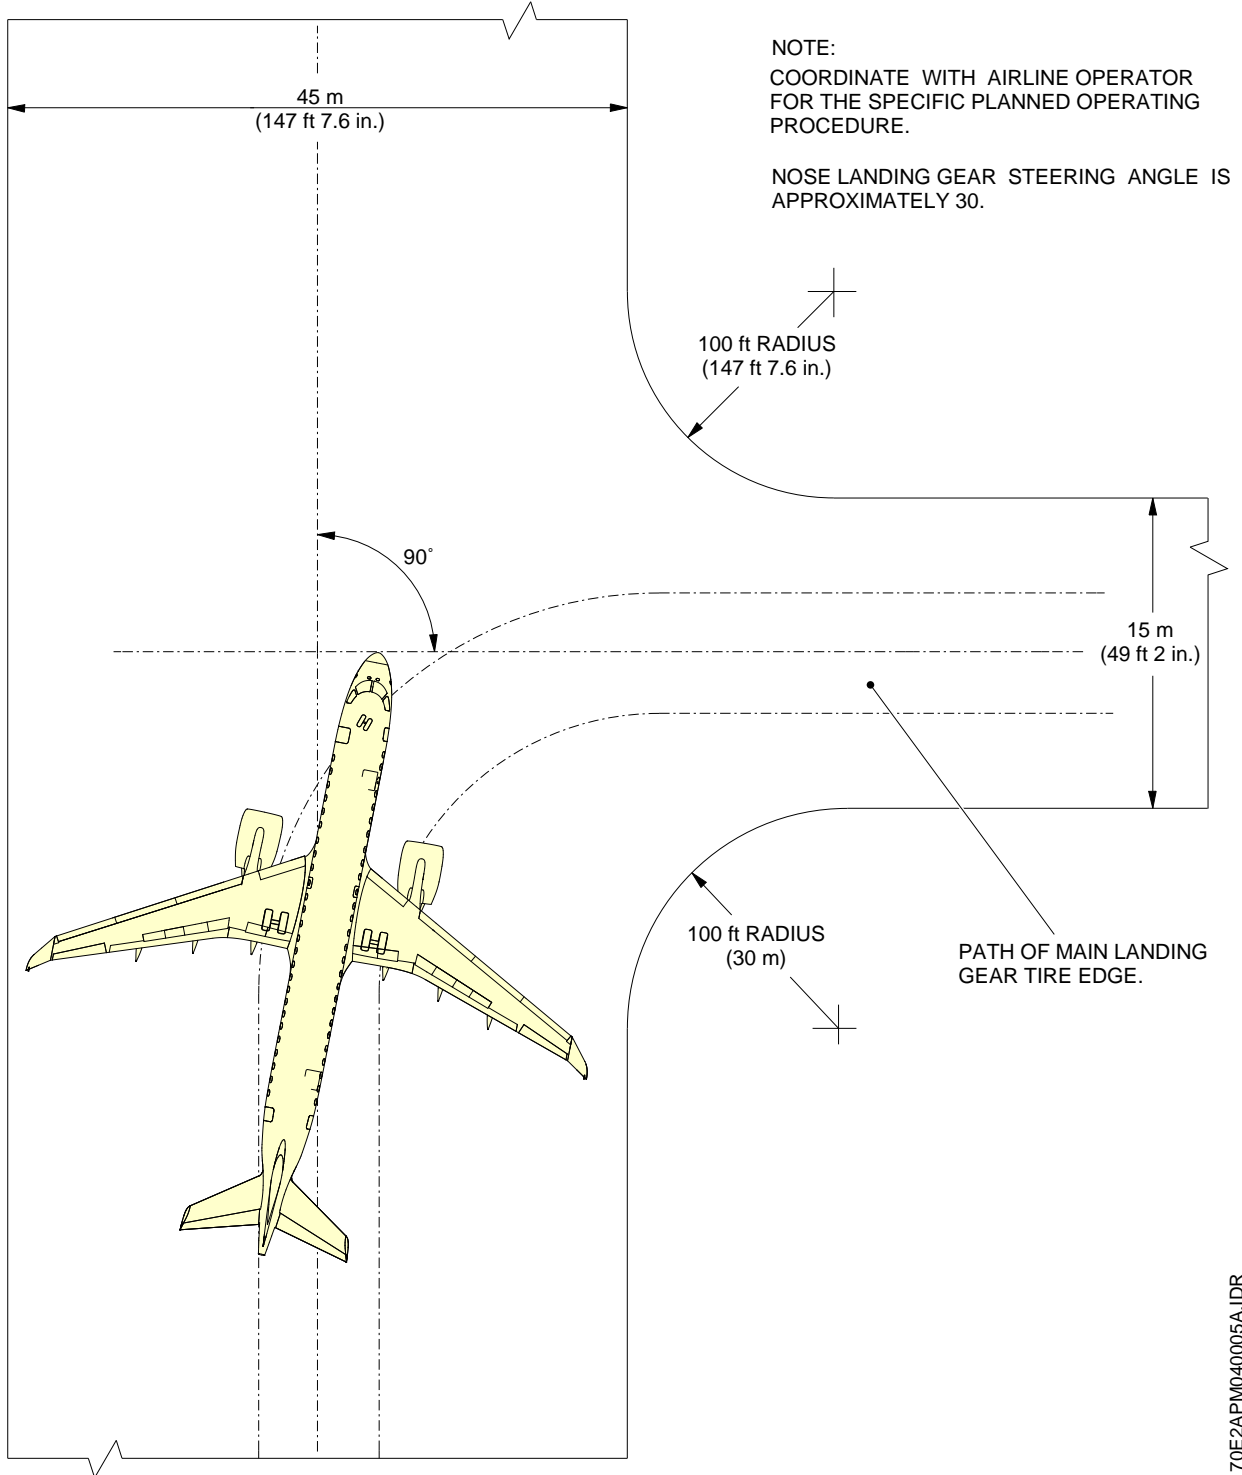 NOTE:
COORDINATE WITH AIRLINE OPERATOR
FOR THE SPECIFIC PLANNED OPERATING
PROCEDURE.
NOSE LANDING GEAR STEERING ANGLE IS
APPROXIMATELY 30.
45 m
(147 ft 7.6 in.)
100 ft RADIUS
(147 ft 7.6 in.)
90°
15 m
(49 ft 2 in.)
100 ft RADIUS
(30 m)
PATH OF MAIN LANDING
GEAR TIRE EDGE.
170E2APM040005A.IDR